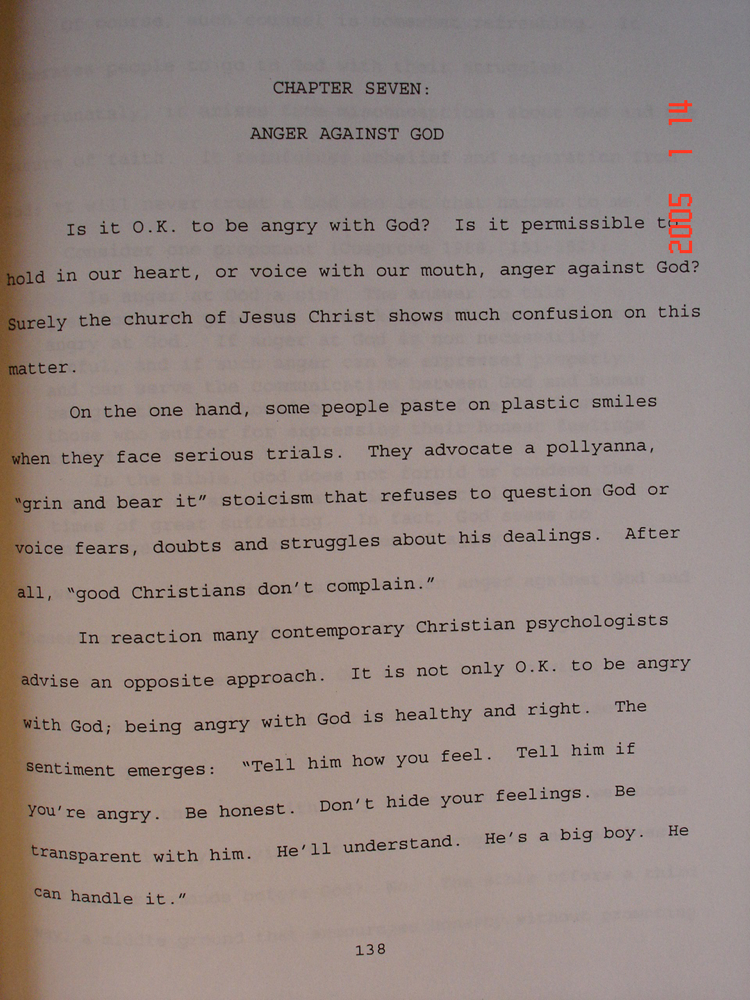 CHAPTER SEVEN:
ANGER AGAINST GOD
Is it O.K. to be angry with God?  Is it permissible to
hold in our heart, or voice with our mouth, anger against God?
Surely the church of Jesus Christ shows much confusion on this
matter.
On the one hand, some people paste on plastic smiles
when they face serious trials.  They advocate a pollyanna,
"grin and bear it" stoicism that refuses to question God or
voice fears, doubts and struggles about his dealings.  After
all, "good Christians don't complain."
In reaction many contemporary Christian psychologists
advise an opposite approach.  It is not only O.K. to be angry
with God; being angry with God is healthy and right.  The
sentiment emerges:  "Tell him how you feel.  Tell him if
you're angry.  Be honest.  Don't hide your feelings.  Be
transparent with him.  He'll understand.  He's a big boy.  He
can handle it."
138
2005 1 14